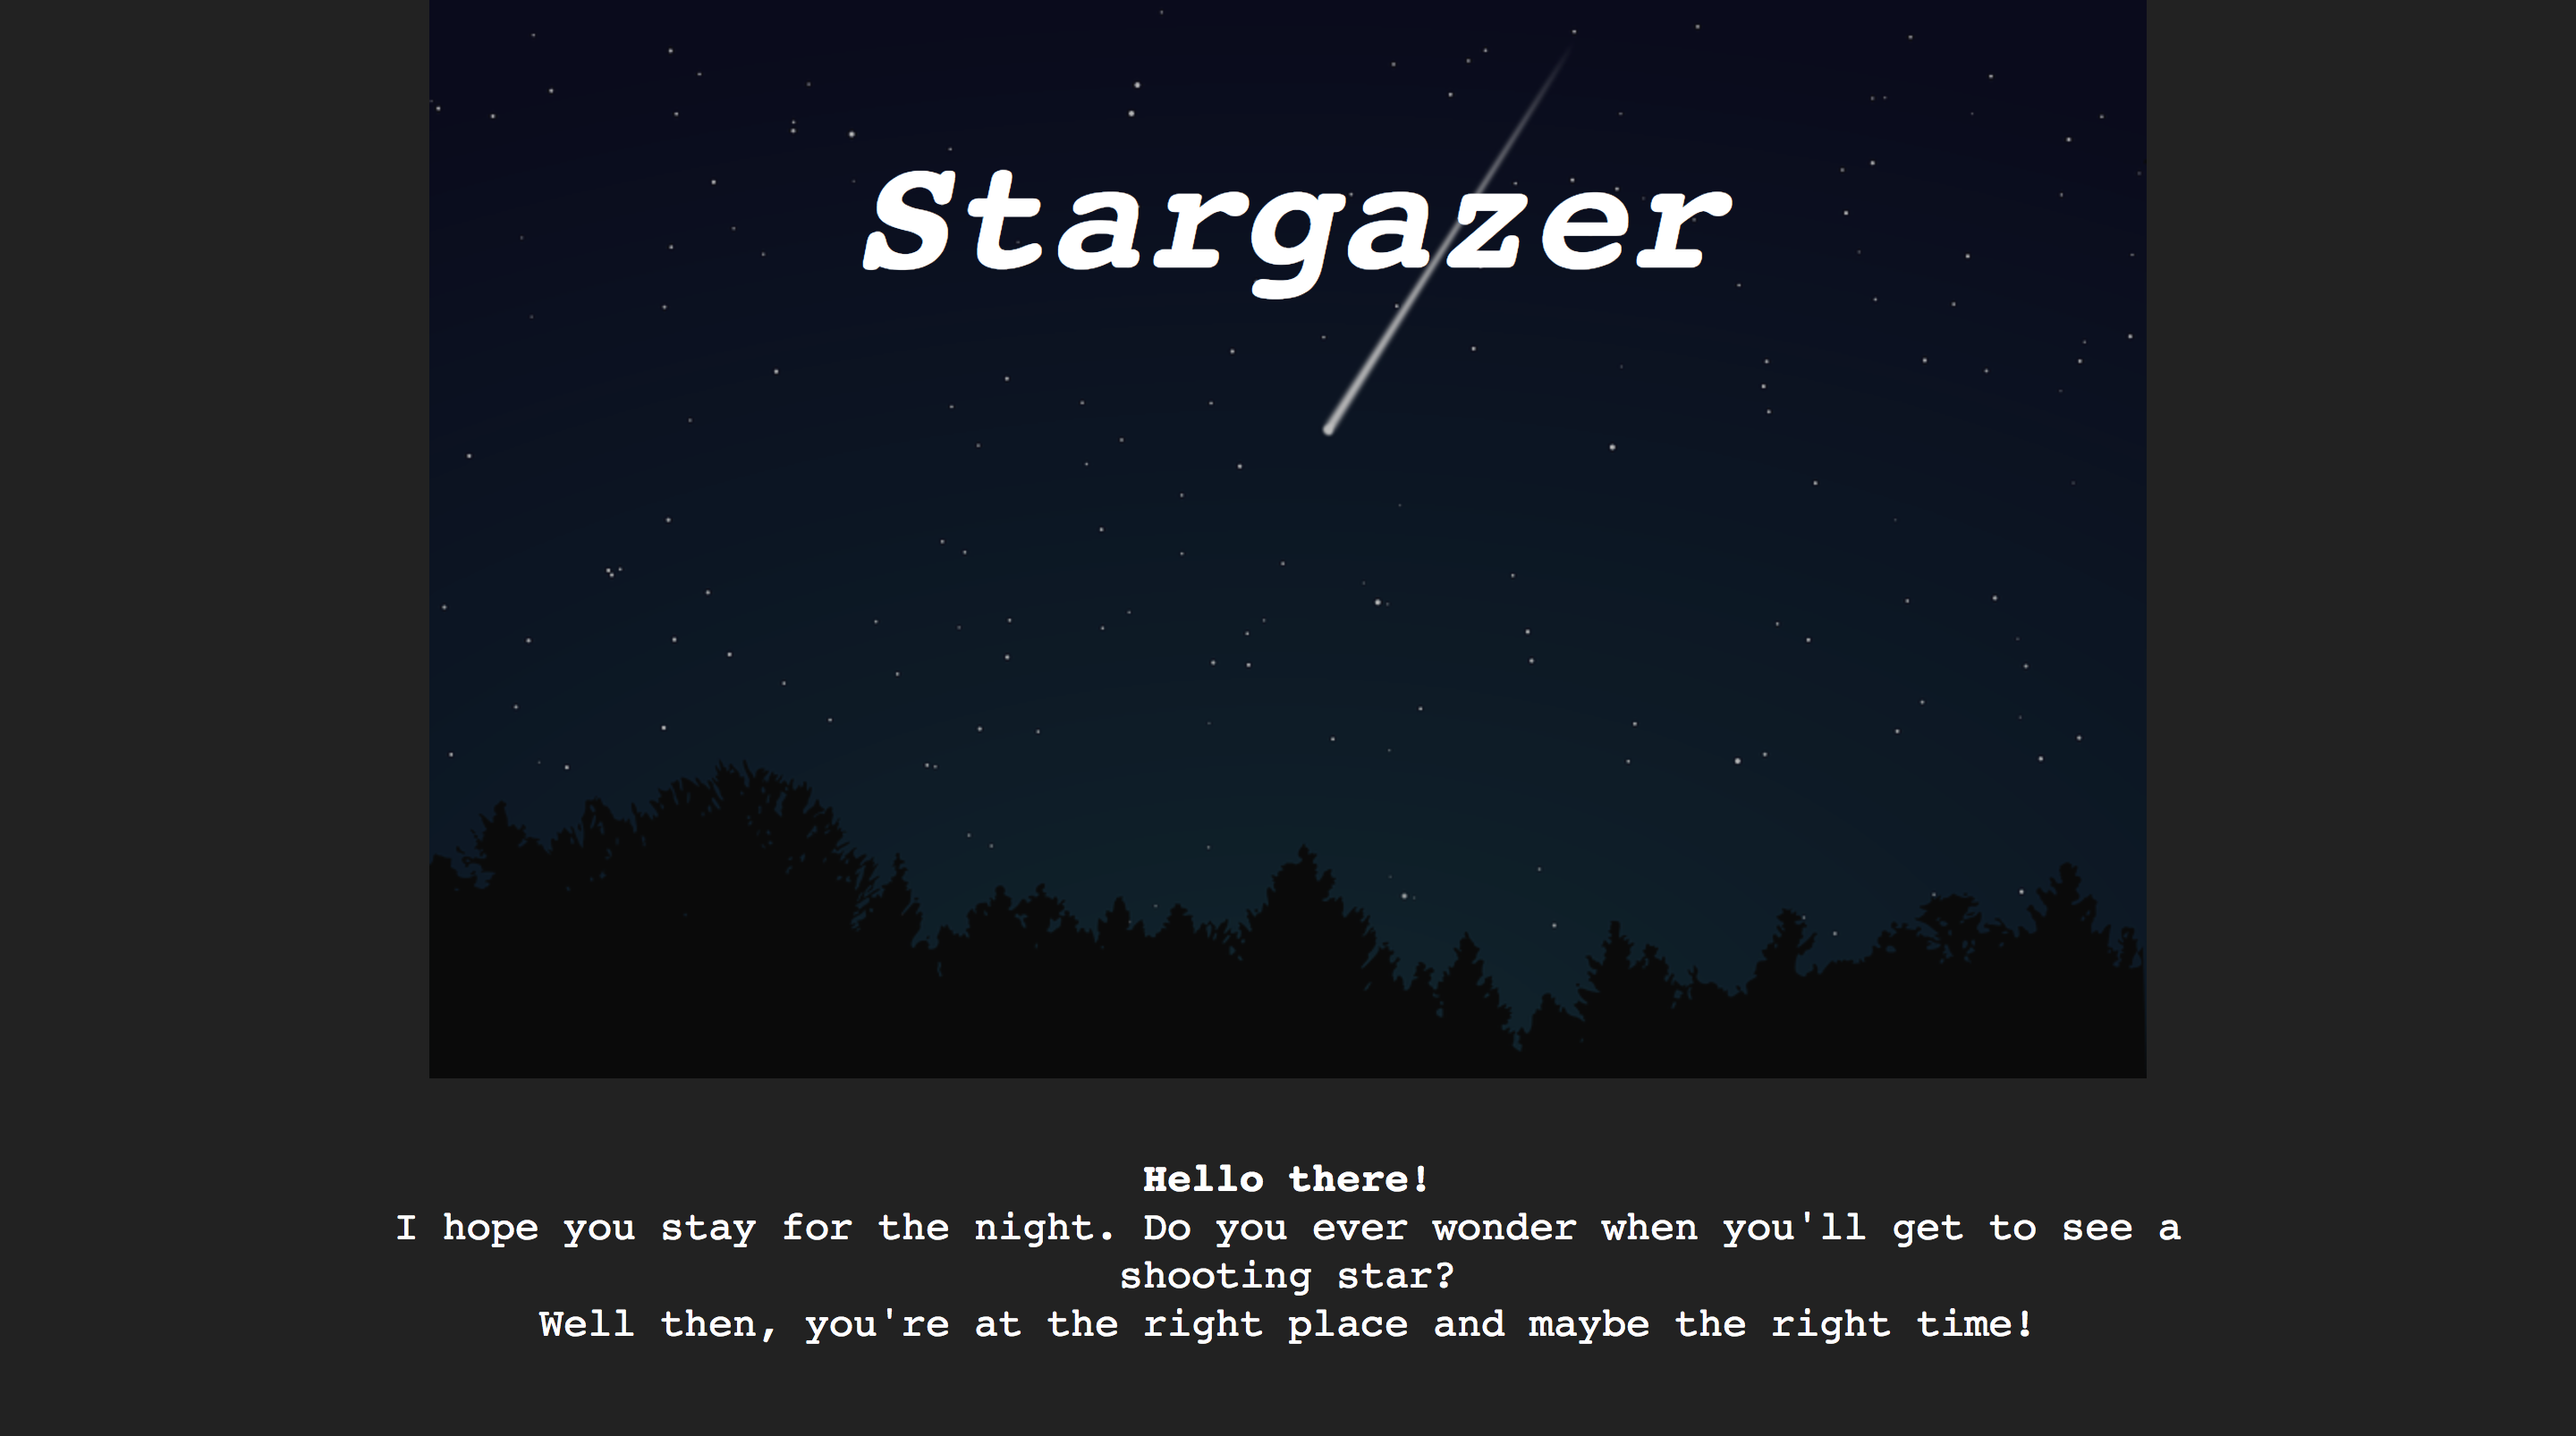 Stargazer
Hello there!
I hope you stay for the night. Do you ever wonder when you'll get to see a
shooting star?
Well then, you're at the right place and maybe the right time!